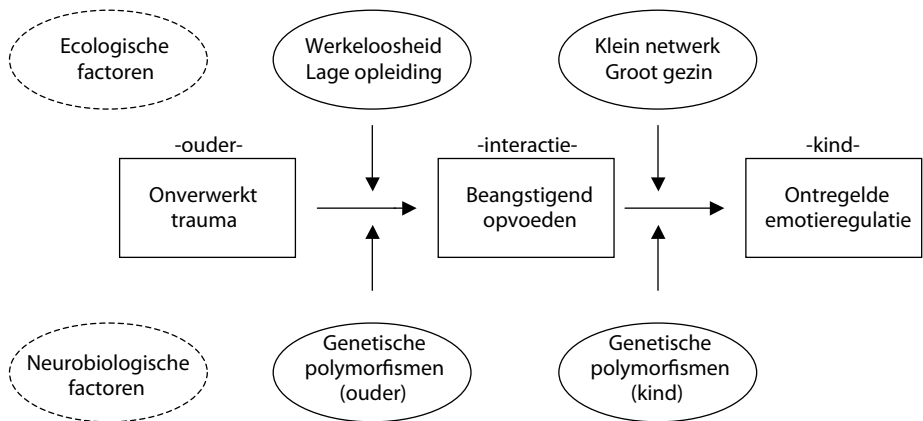 Ecologische
factoren
Werkeloosheid
Lage opleiding
Klein netwerk
Groot gezin
-ouder-
-interactie-
-kind-
Onverwerkt
trauma
Beangstigend
opvoeden
Ontregelde
emotieregulatie
Neurobiologische
factoren
Genetische
polymorfismen
(ouder)
Genetische
polymorfismen
(kind)